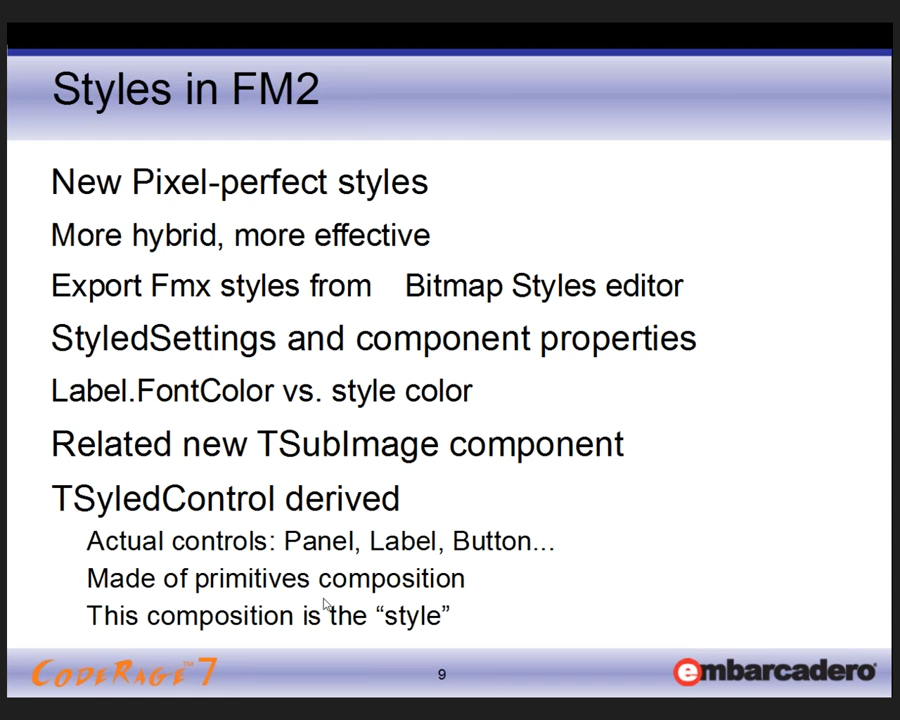 Styles in FM2
New Pixel-perfect styles
More hybrid, more effective
Export Fmx styles from Bitmap Styles editor
StyledSettings and component properties
Label.FontColor vs. style color
Related new TSubImage component
TSyledControl derived
Actual controls: Panel, Label, Button...
Made of primitives composition
This composition is the “style”
CODERAGE™ 7
9
embarcadero